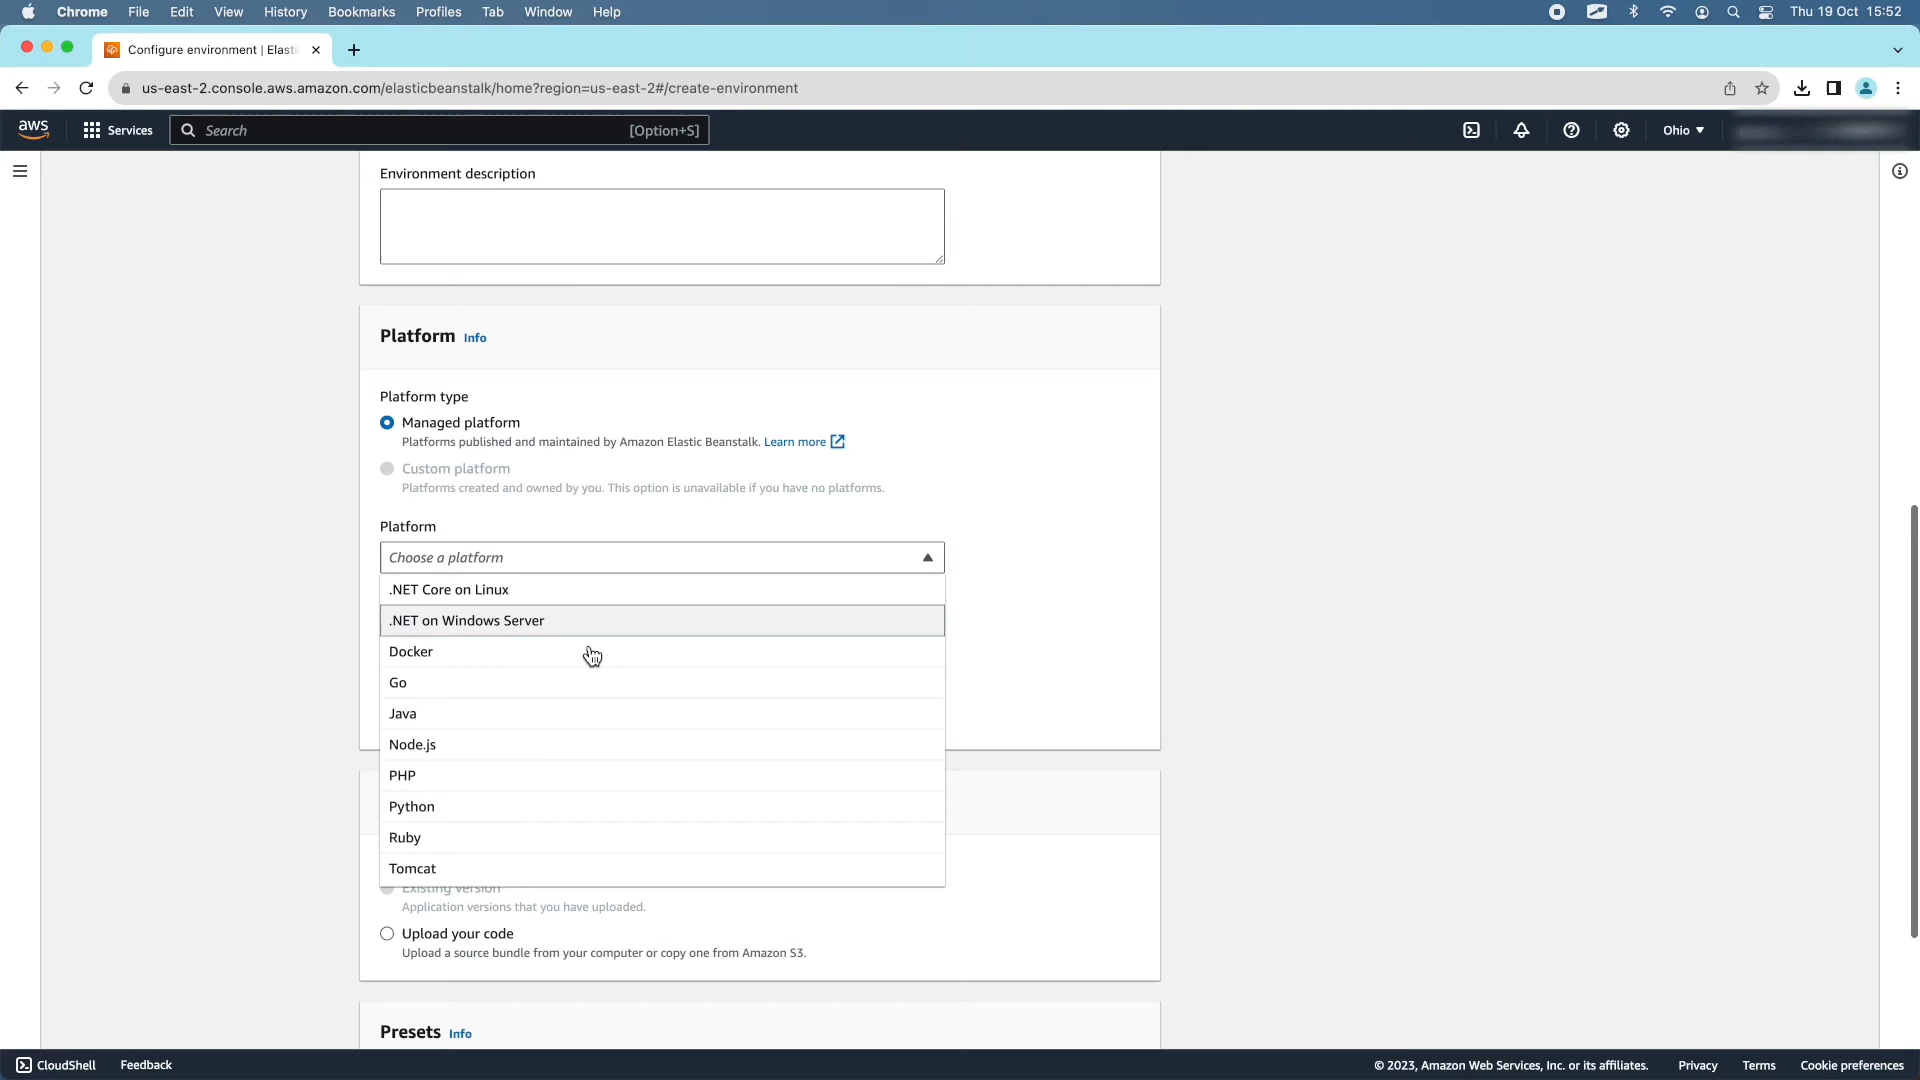 Chrome File Edit View History Bookmarks Profiles Tab Window Help Thu 19 Oct 15:52
Configure environment | Elasti
us-east-2.console.aws.amazon.com/elasticbeanstalk/home?region=us-east-2#/create-environment
aws Services Search [Option+S] Ohio
Environment description
Platform Info
Platform type
Managed platform
Platforms published and maintained by Amazon Elastic Beanstalk. Learn more
Custom platform
Platforms created and owned by you. This option is unavailable if you have no platforms.
Platform
Choose a platform
.NET Core on Linux
.NET on Windows Server
Docker
Go
Java
Node.js
PHP
Python
Ruby
Tomcat
Existing version
Application versions that you have uploaded.
Upload your code
Upload a source bundle from your computer or copy one from Amazon S3.
Presets Info
CloudShell Feedback © 2023, Amazon Web Services, Inc. or its affiliates. Privacy Terms Cookie preferences